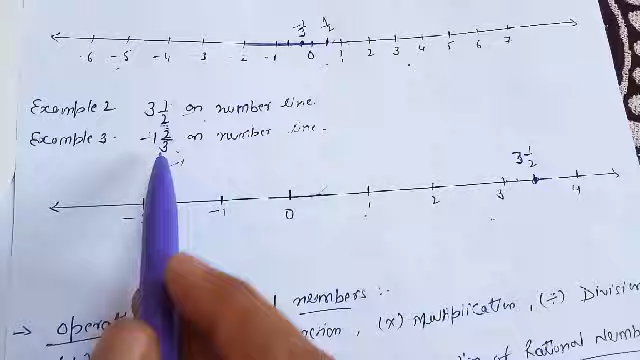 -1/3 1/2
-6 -5 -4 3 2 -1 0 1 2 3 4 5 6 7
Example 2 3 1/2 on number line.
Example 3. -1 2/3 on number line.
-1
3 1/2
-1 0 1 2 3 4
→ numbers :-
(×) Multiplication, (÷) Division
of Rational